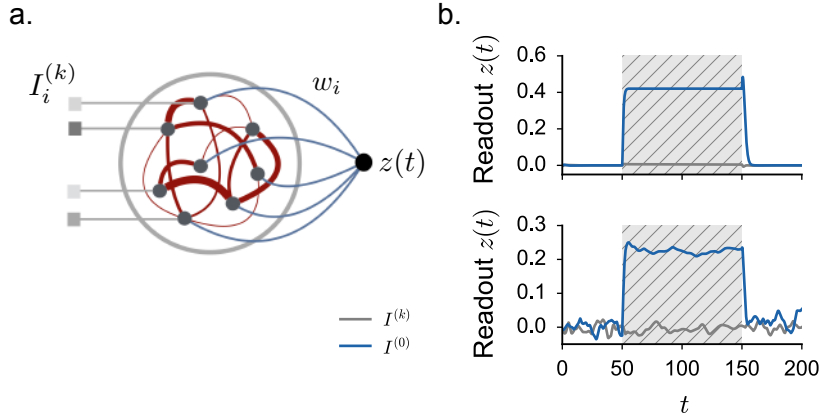 a.
I_i^{(k)}
w_i
z(t)
I^{(k)}
I^{(0)}
b.
Readout z(t)
0.6
0.4
0.2
0.0
Readout z(t)
0.3
0.2
0.1
0.0
0 50 100 150 200
t